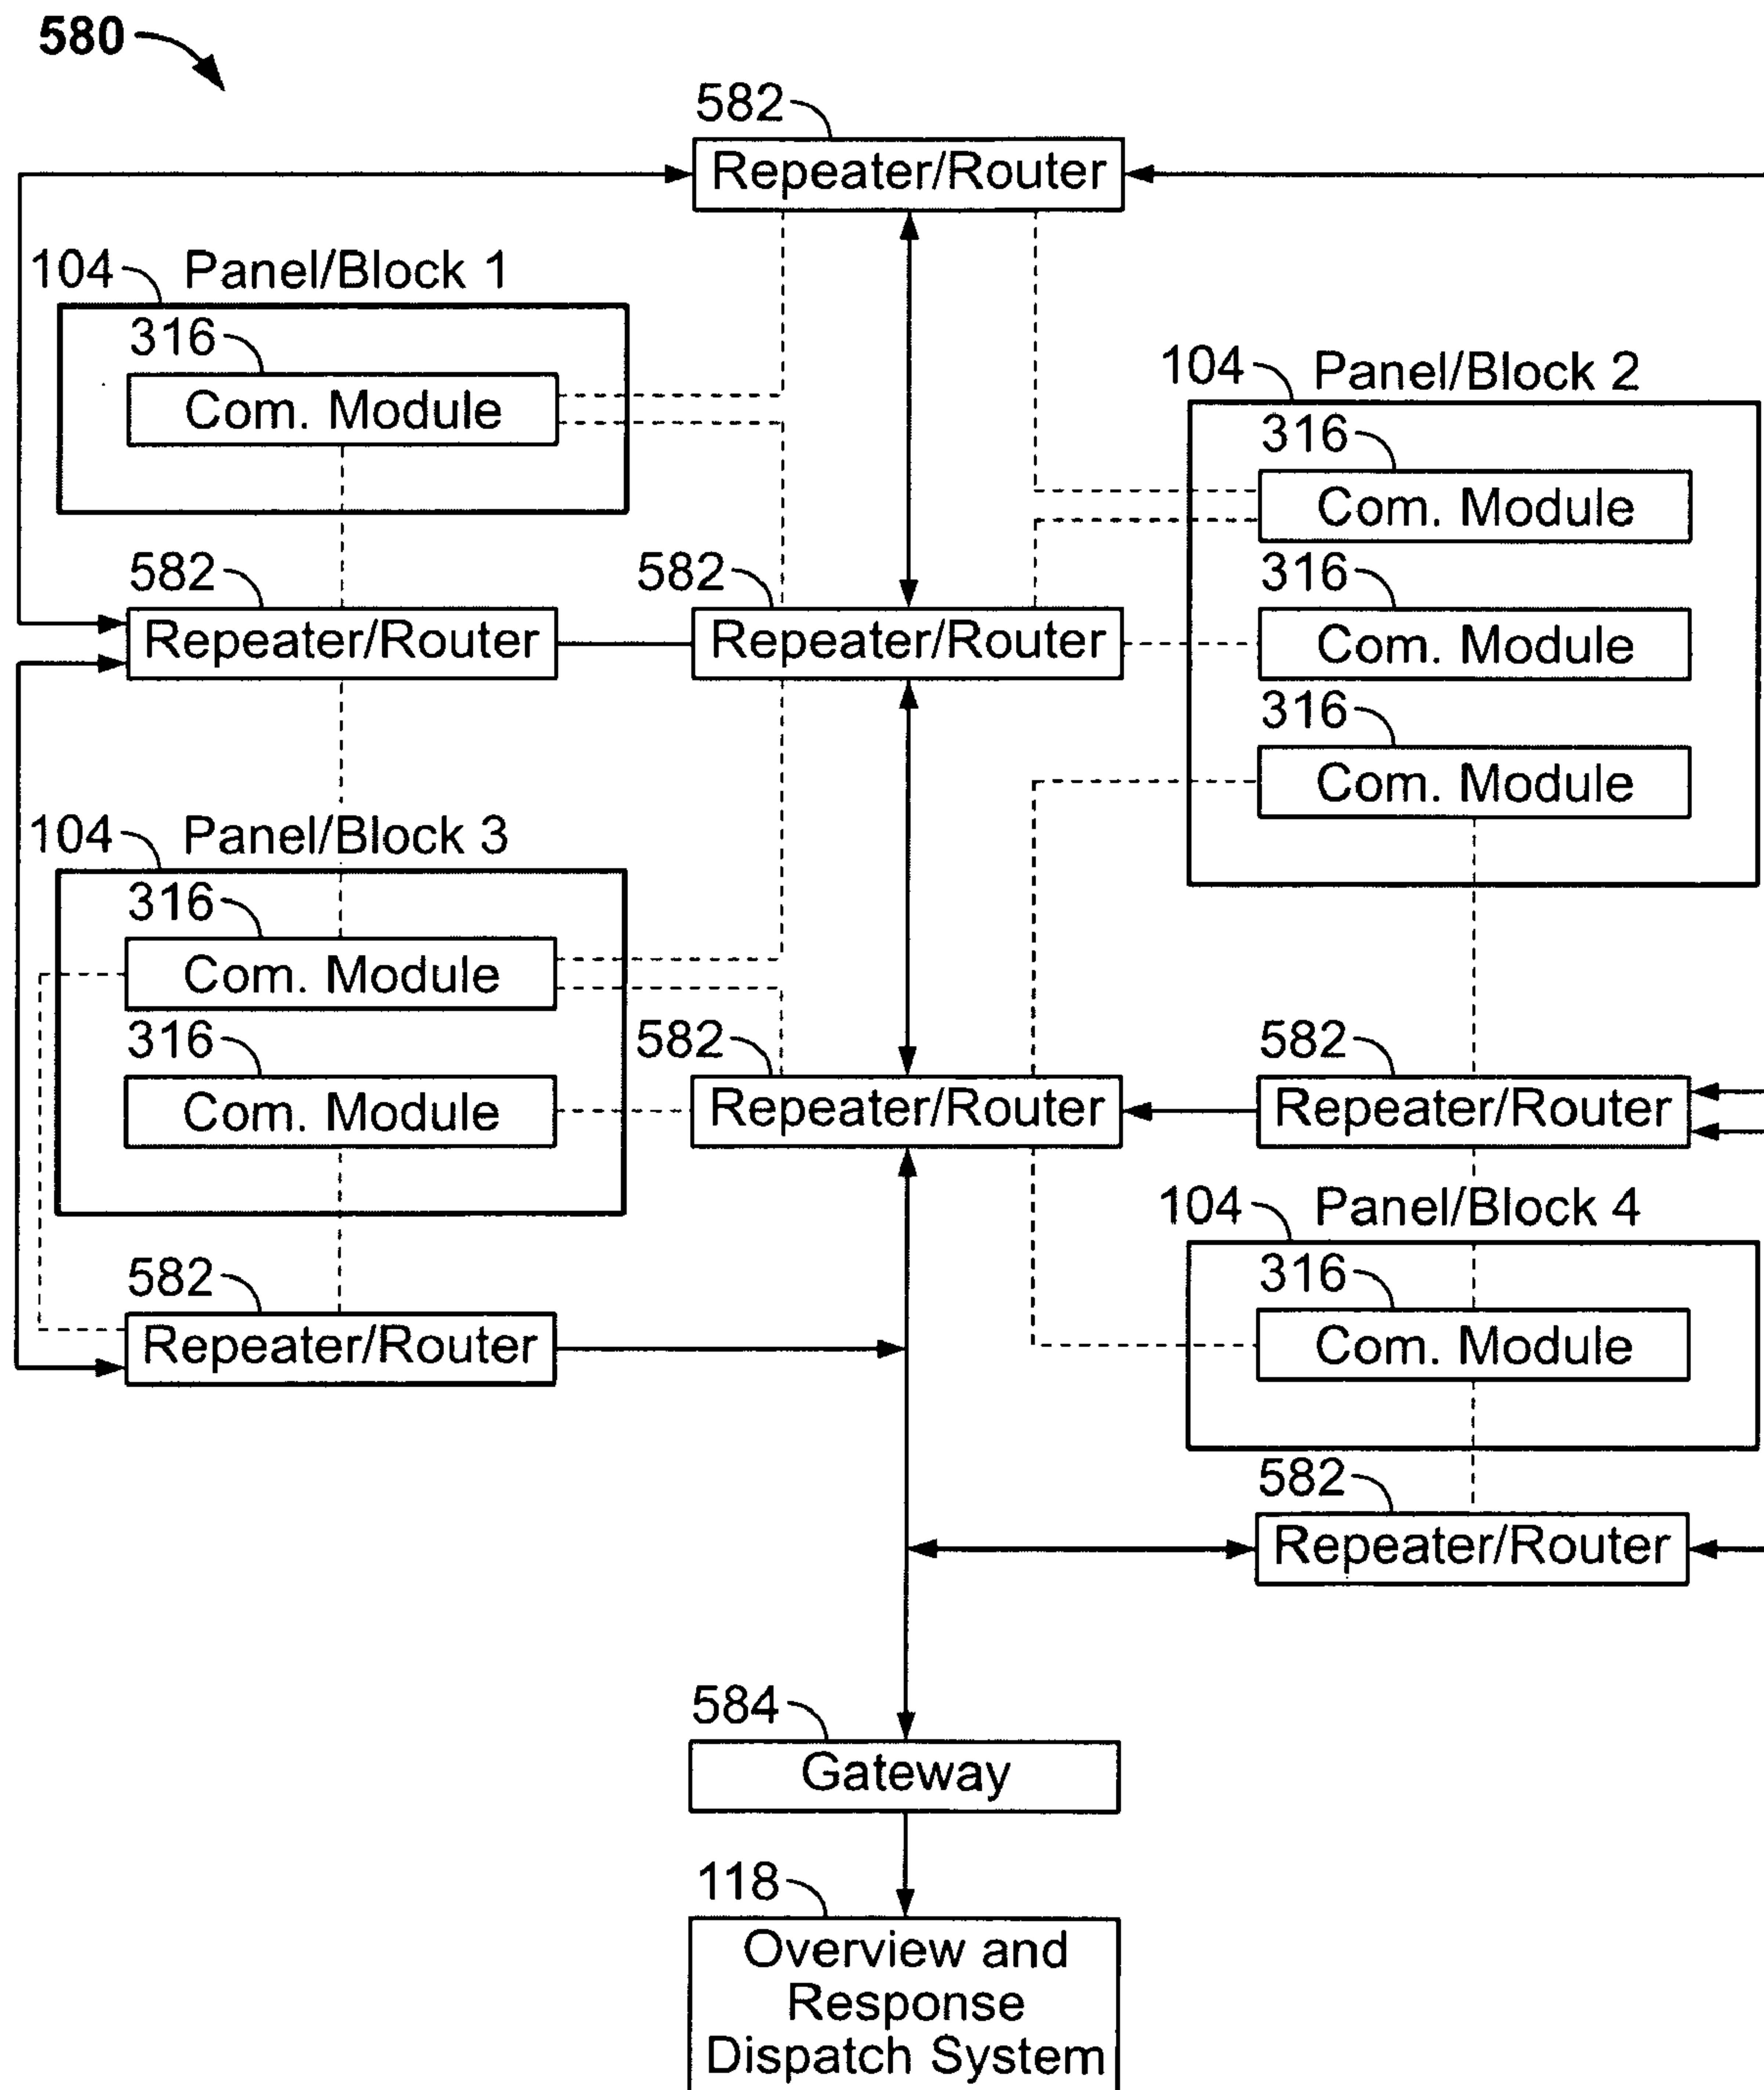 580
582
Repeater/Router
104 Panel/Block 1
316
Com. Module
104 Panel/Block 2
316
Com. Module
316
Com. Module
316
Com. Module
582
Repeater/Router
582
Repeater/Router
104 Panel/Block 3
316
Com. Module
316
Com. Module
582
Repeater/Router
582
Repeater/Router
104 Panel/Block 4
316
Com. Module
582
Repeater/Router
582
Repeater/Router
584
Gateway
118
Overview and
Response
Dispatch System